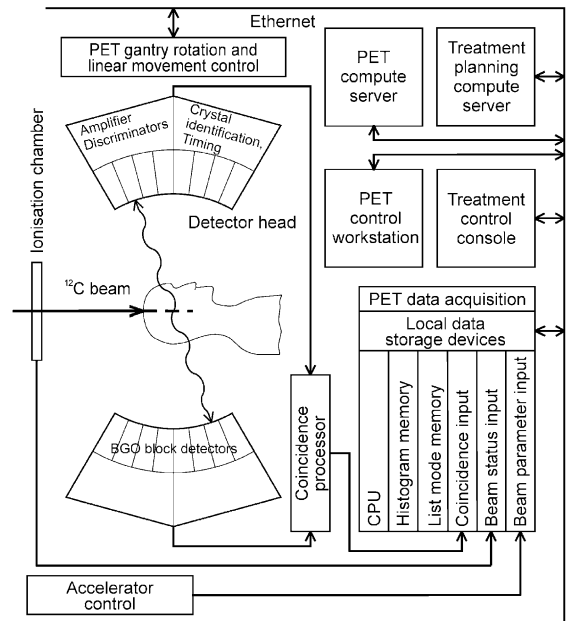 Ethernet
PET gantry rotation and
linear movement control
PET
compute
server
Treatment
planning
compute
server
Amplifier
Discriminators
Crystal
identification,
Timing
Ionisation chamber
Detector head
PET
control
workstation
Treatment
control
console
¹²C beam
PET data acquisition
Local data
storage devices
CPU
Histogram memory
List mode memory
Coincidence input
Beam status input
Beam parameter input
Coincidence
processor
BGO block detectors
Accelerator
control